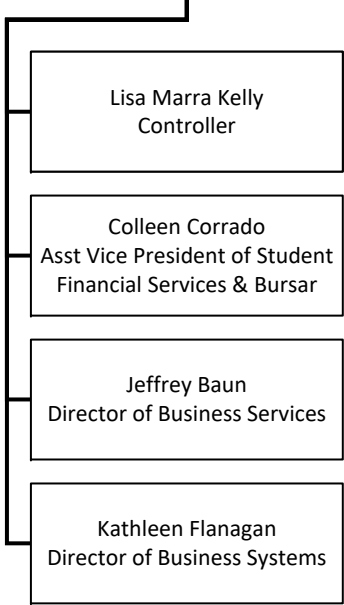 Lisa Marra Kelly
Controller
Colleen Corrado
Asst Vice President of Student
Financial Services & Bursar
Jeffrey Baun
Director of Business Services
Kathleen Flanagan
Director of Business Systems